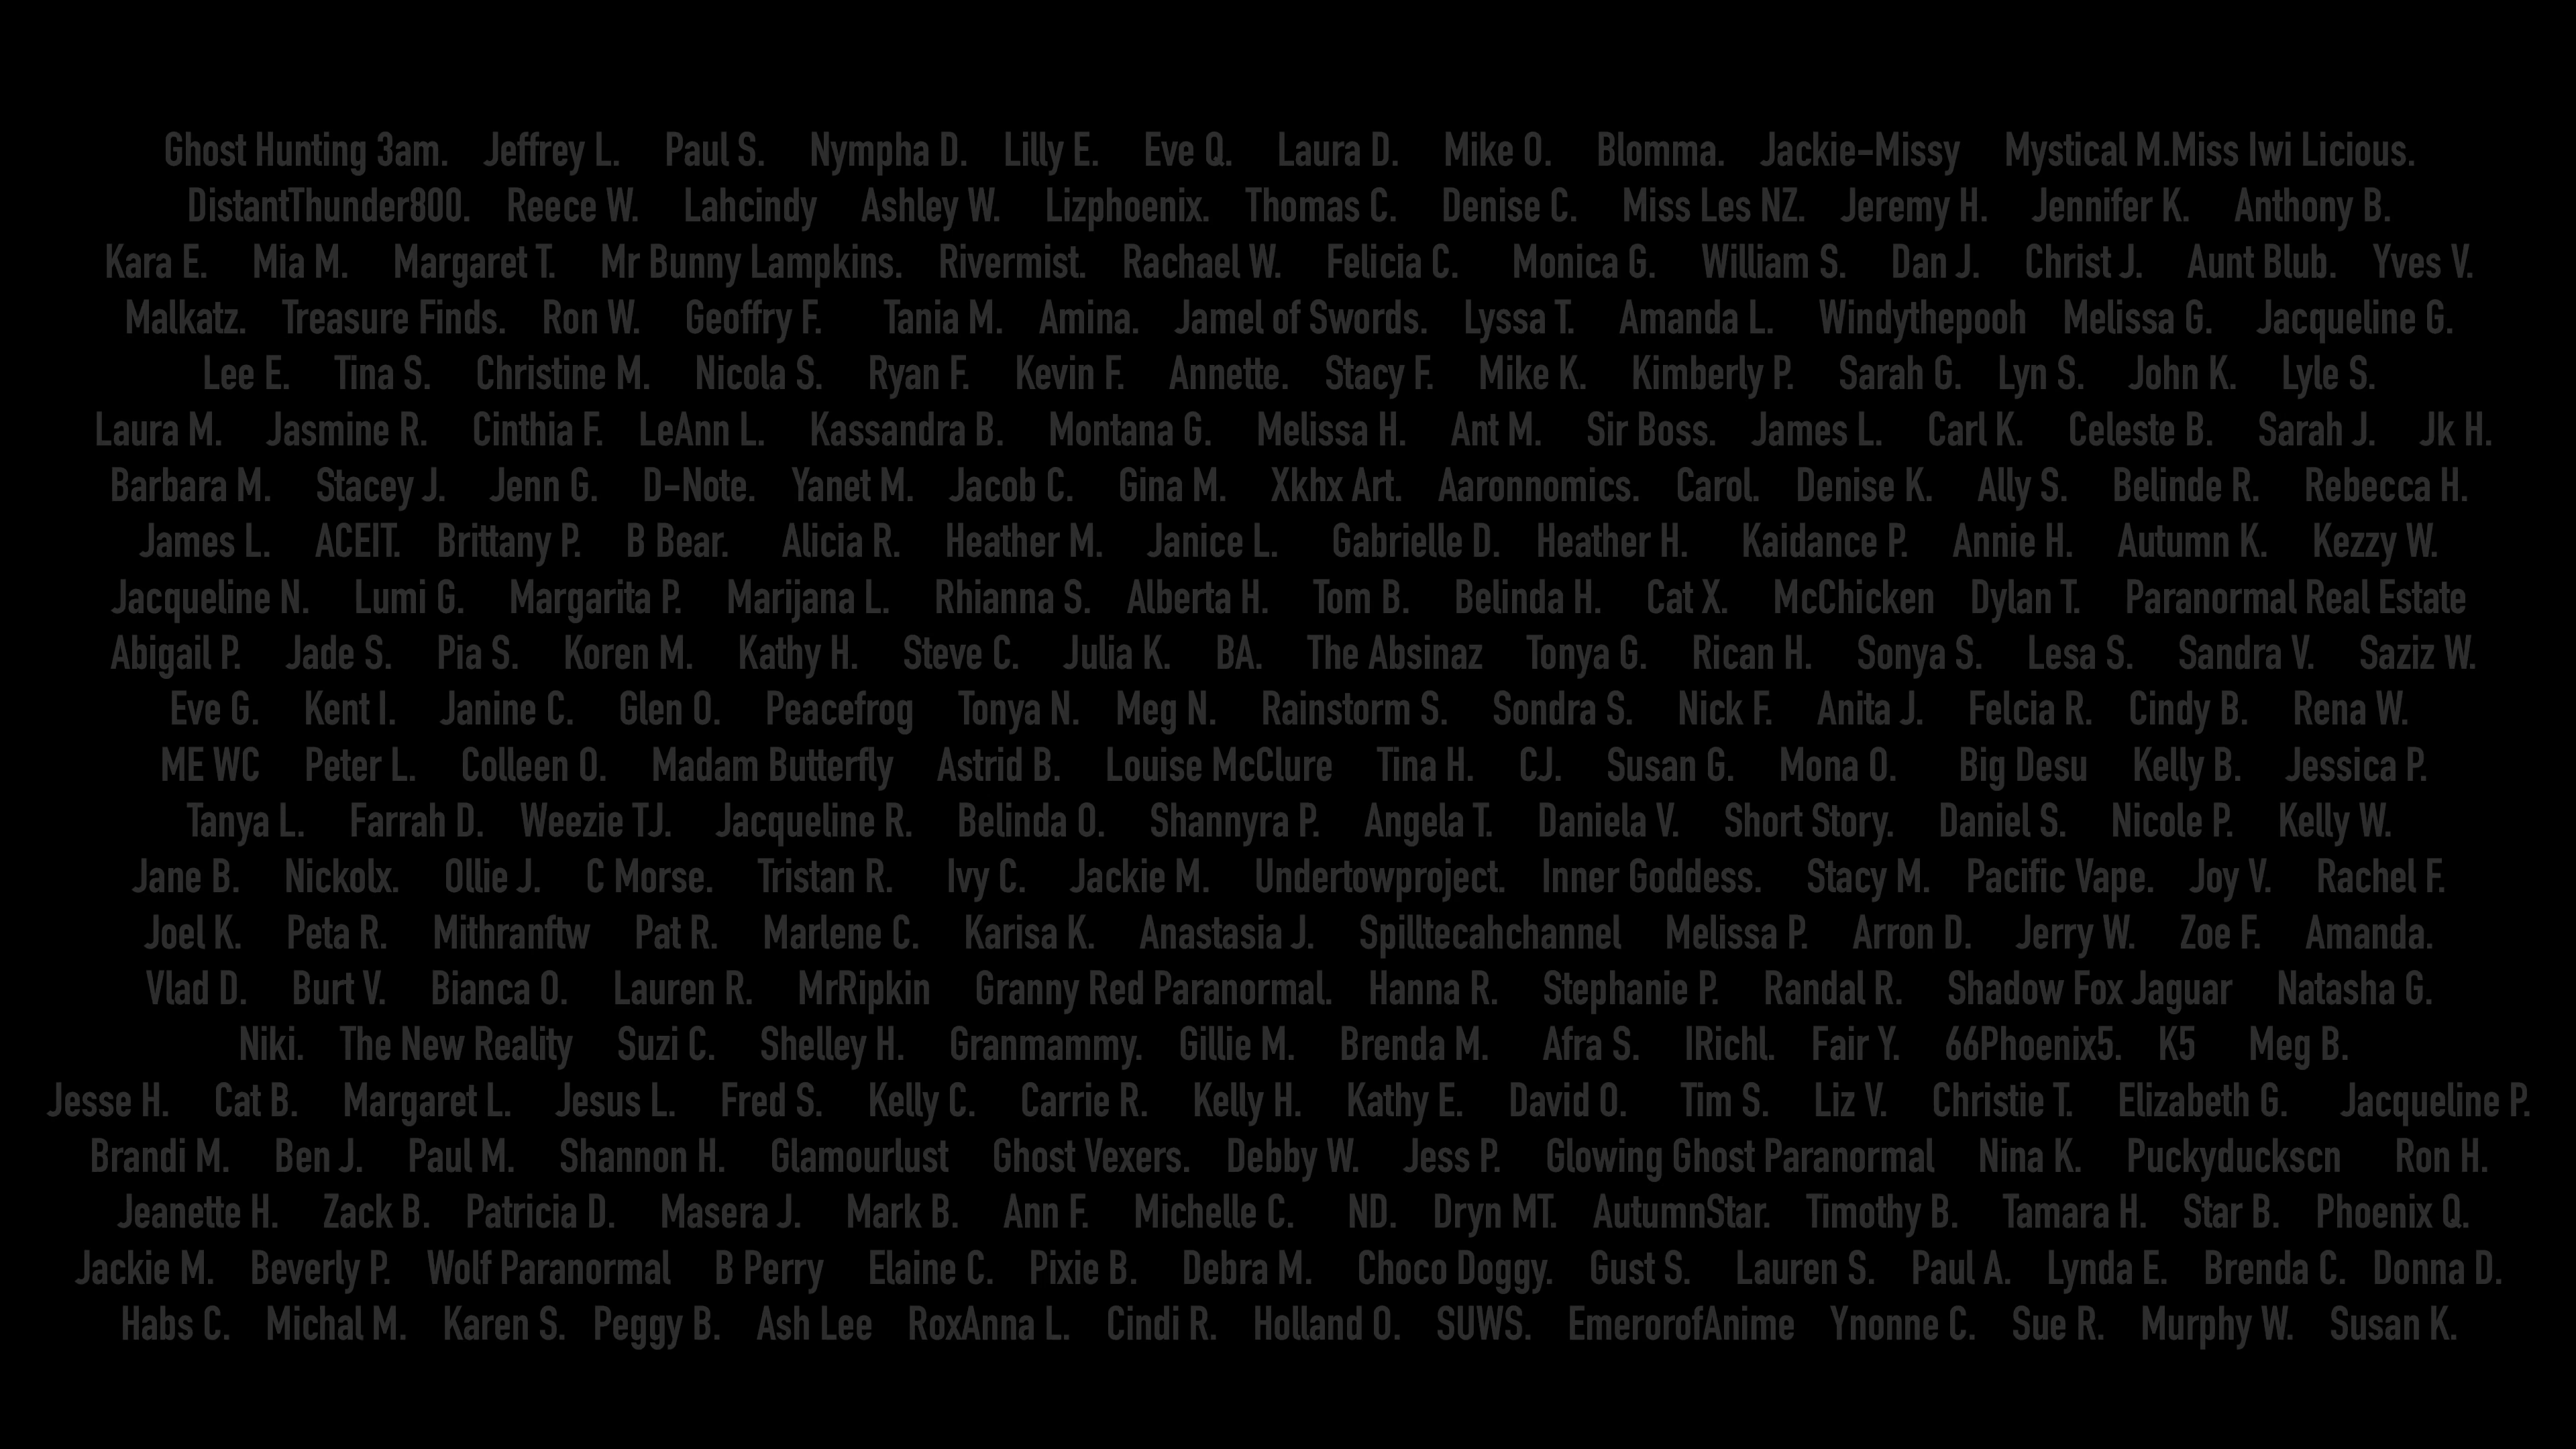 Ghost Hunting 3am. Jeffrey L. Paul S. Nympha D. Lilly E. Eve Q. Laura D. Mike O. Blomma. Jackie-Missy Mystical M.Miss Iwi Licious.
DistantThunder800. Reece W. Lahcindy Ashley W. Lizphoenix. Thomas C. Denise C. Miss Les NZ. Jeremy H. Jennifer K. Anthony B.
Kara E. Mia M. Margaret T. Mr Bunny Lampkins. Rivermist. Rachael W. Felicia C. Monica G. William S. Dan J. Christ J. Aunt Blub. Yves V.
Malkatz. Treasure Finds. Ron W. Geoffry F. Tania M. Amina. Jamel of Swords. Lyssa T. Amanda L. Windythepooh Melissa G. Jacqueline G.
Lee E. Tina S. Christine M. Nicola S. Ryan F. Kevin F. Annette. Stacy F. Mike K. Kimberly P. Sarah G. Lyn S. John K. Lyle S.
Laura M. Jasmine R. Cinthia F. LeAnn L. Kassandra B. Montana G. Melissa H. Ant M. Sir Boss. James L. Carl K. Celeste B. Sarah J. Jk H.
Barbara M. Stacey J. Jenn G. D-Note. Yanet M. Jacob C. Gina M. Xkhx Art. Aaronnomics. Carol. Denise K. Ally S. Belinde R. Rebecca H.
James L. ACEIT. Brittany P. B Bear. Alicia R. Heather M. Janice L. Gabrielle D. Heather H. Kaidance P. Annie H. Autumn K. Kezzy W.
Jacqueline N. Lumi G. Margarita P. Marijana L. Rhianna S. Alberta H. Tom B. Belinda H. Cat X. McChicken Dylan T. Paranormal Real Estate
Abigail P. Jade S. Pia S. Koren M. Kathy H. Steve C. Julia K. BA. The Absinaz Tonya G. Rican H. Sonya S. Lesa S. Sandra V. Saziz W.
Eve G. Kent I. Janine C. Glen O. Peacefrog Tonya N. Meg N. Rainstorm S. Sondra S. Nick F. Anita J. Felcia R. Cindy B. Rena W.
ME WC Peter L. Colleen O. Madam Butterfly Astrid B. Louise McClure Tina H. CJ. Susan G. Mona O. Big Desu Kelly B. Jessica P.
Tanya L. Farrah D. Weezie TJ. Jacqueline R. Belinda O. Shannyra P. Angela T. Daniela V. Short Story. Daniel S. Nicole P. Kelly W.
Jane B. Nickolx. Ollie J. C Morse. Tristan R. Ivy C. Jackie M. Undertowproject. Inner Goddess. Stacy M. Pacific Vape. Joy V. Rachel F.
Joel K. Peta R. Mithranftw Pat R. Marlene C. Karisa K. Anastasia J. Spilltecahchannel Melissa P. Arron D. Jerry W. Zoe F. Amanda.
Vlad D. Burt V. Bianca O. Lauren R. MrRipkin Granny Red Paranormal. Hanna R. Stephanie P. Randal R. Shadow Fox Jaguar Natasha G.
Niki. The New Reality Suzi C. Shelley H. Granmammy. Gillie M. Brenda M. Afra S. IRichl. Fair Y. 66Phoenix5. K5 Meg B.
Jesse H. Cat B. Margaret L. Jesus L. Fred S. Kelly C. Carrie R. Kelly H. Kathy E. David O. Tim S. Liz V. Christie T. Elizabeth G. Jacqueline P.
Brandi M. Ben J. Paul M. Shannon H. Glamourlust Ghost Vexers. Debby W. Jess P. Glowing Ghost Paranormal Nina K. Puckyduckscn Ron H.
Jeanette H. Zack B. Patricia D. Masera J. Mark B. Ann F. Michelle C. ND. Dryn MT. AutumnStar. Timothy B. Tamara H. Star B. Phoenix Q.
Jackie M. Beverly P. Wolf Paranormal B Perry Elaine C. Pixie B. Debra M. Choco Doggy. Gust S. Lauren S. Paul A. Lynda E. Brenda C. Donna D.
Habs C. Michal M. Karen S. Peggy B. Ash Lee RoxAnna L. Cindi R. Holland O. SUWS. EmerorofAnime Ynonne C. Sue R. Murphy W. Susan K.